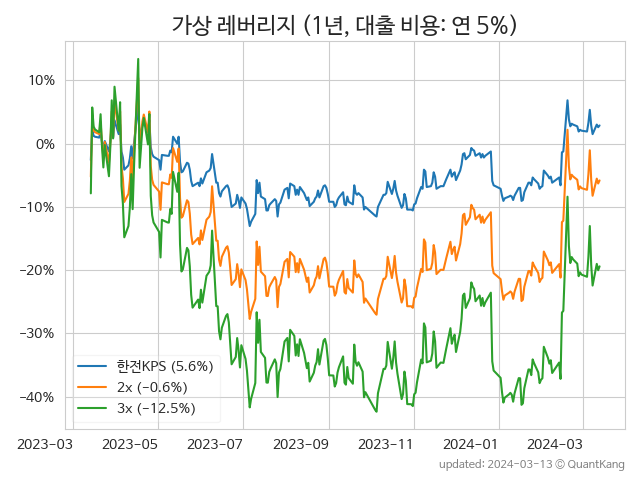 가상 레버리지 (1년, 대출 비용: 연 5%)
10%
0%
−10%
−20%
−30%
−40%
한전KPS (5.6%)
2x (−0.6%)
3x (−12.5%)
2023-03 2023-05 2023-07 2023-09 2023-11 2024-01 2024-03
updated: 2024-03-13 © QuantKang